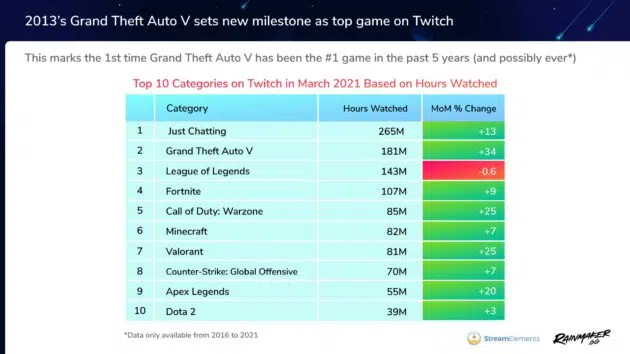 2013's Grand Theft Auto V sets new milestone as top game on Twitch
This marks the 1st time Grand Theft Auto V has been the #1 game in the past 5 years (and possibly ever*)
Top 10 Categories on Twitch in March 2021 Based on Hours Watched
Category Hours Watched MoM % Change
1 Just Chatting 265M +13
2 Grand Theft Auto V 181M +34
3 League of Legends 143M -0.6
4 Fortnite 107M +9
5 Call of Duty: Warzone 85M +25
6 Minecraft 82M +7
7 Valorant 81M +25
8 Counter-Strike: Global Offensive 70M +7
9 Apex Legends 55M +20
10 Dota 2 39M +3
*Data only available from 2016 to 2021
StreamElements
RAINMAKER
.GG